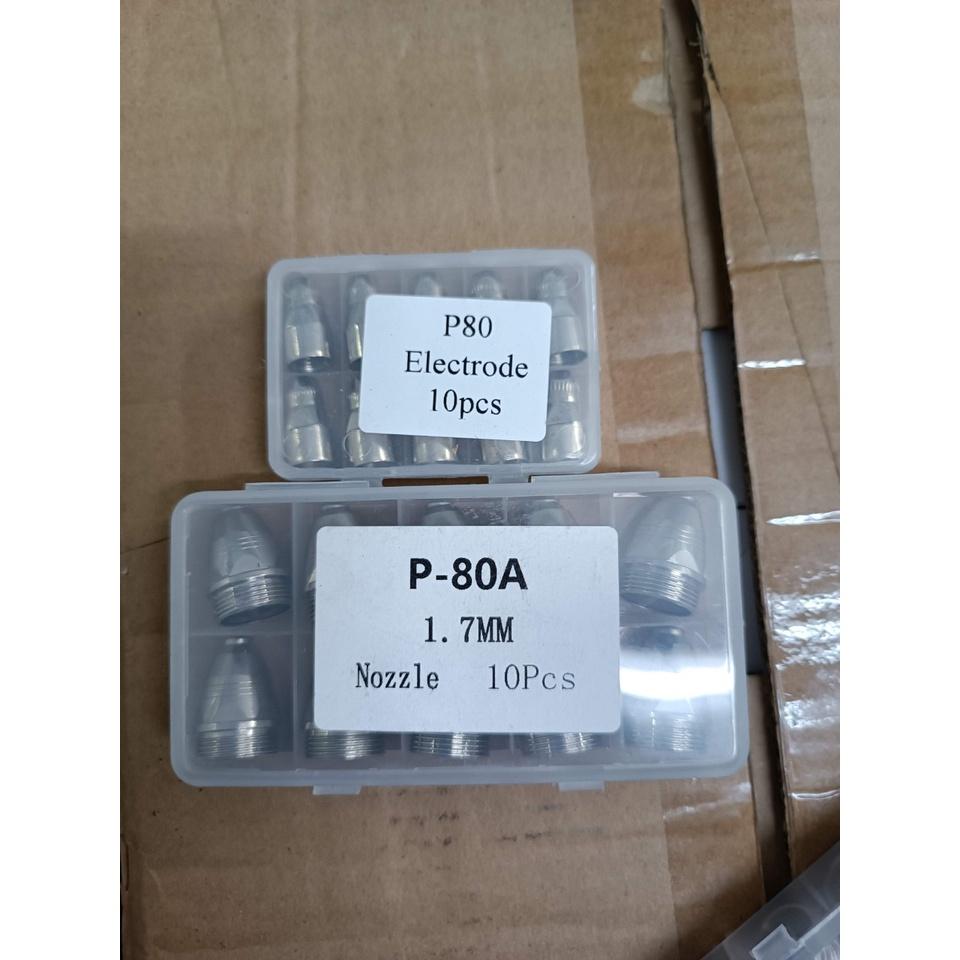 P80
Electrode
10pcs
P-80A
1.7MM
Nozzle 10Pcs